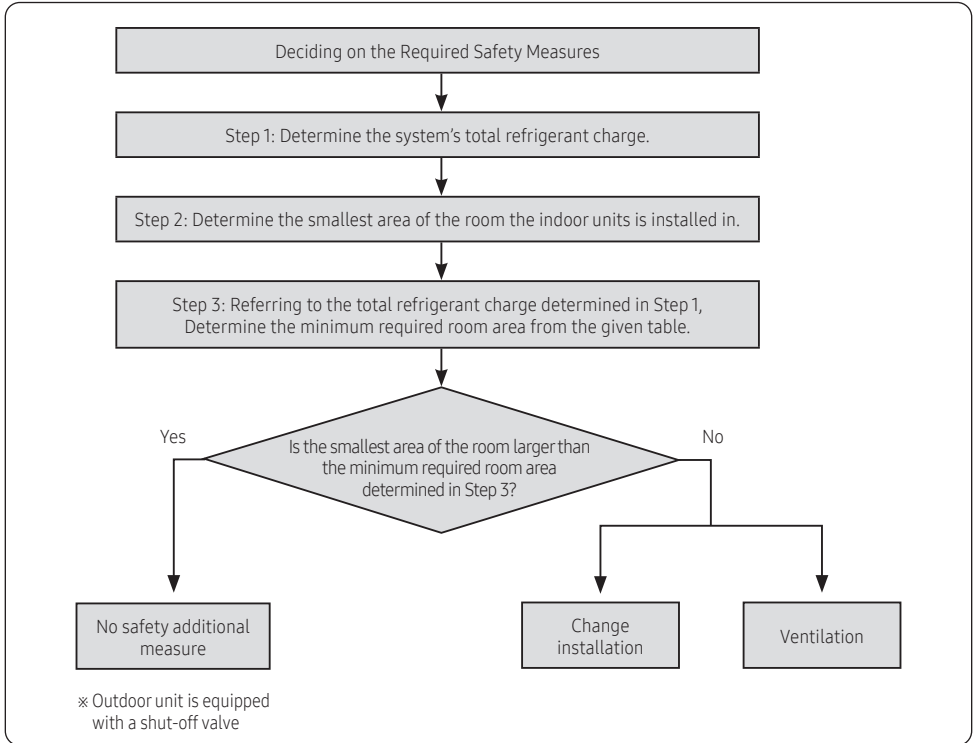 Deciding on the Required Safety Measures
Step 1: Determine the system's total refrigerant charge.
Step 2: Determine the smallest area of the room the indoor units is installed in.
Step 3: Referring to the total refrigerant charge determined in Step 1,
Determine the minimum required room area from the given table.
Is the smallest area of the room larger than
the minimum required room area
determined in Step 3?
Yes
No
No safety additional
measure
Change
installation
Ventilation
※ Outdoor unit is equipped
with a shut-off valve